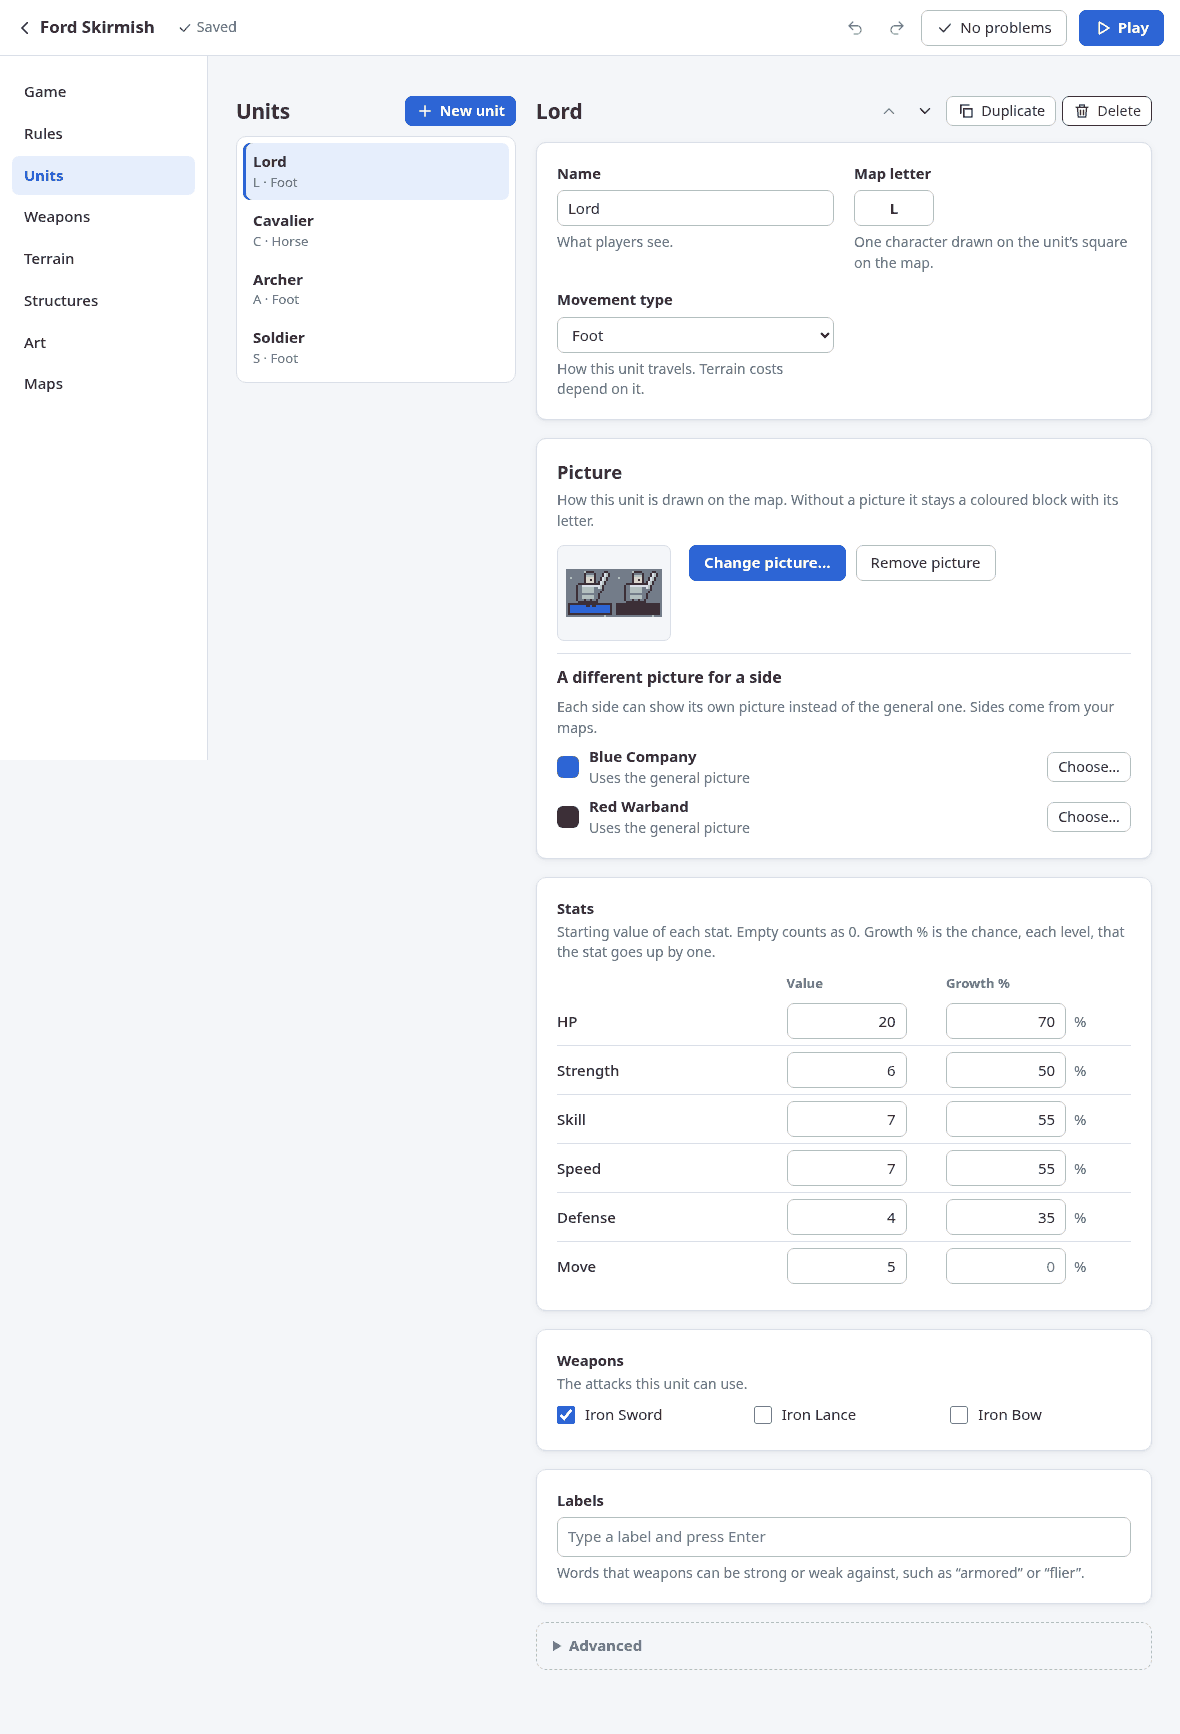 Ford Skirmish
Saved
No problems
Play
Game
Rules
Units
Weapons
Terrain
Structures
Art
Maps
Units
New unit
Lord
L · Foot
Cavalier
C · Horse
Archer
A · Foot
Soldier
S · Foot
Lord
Duplicate
Delete
Name
Lord
What players see.
Map letter
L
One character drawn on the unit’s square
on the map.
Movement type
Foot
How this unit travels. Terrain costs
depend on it.
Picture
How this unit is drawn on the map. Without a picture it stays a coloured block with its
letter.
Change picture...
Remove picture
A different picture for a side
Each side can show its own picture instead of the general one. Sides come from your
maps.
Blue Company
Uses the general picture
Choose...
Red Warband
Uses the general picture
Choose...
Stats
Starting value of each stat. Empty counts as 0. Growth % is the chance, each level, that
the stat goes up by one.
Value Growth %
HP 20 70 %
Strength 6 50 %
Skill 7 55 %
Speed 7 55 %
Defense 4 35 %
Move 5 0 %
Weapons
The attacks this unit can use.
Iron Sword Iron Lance Iron Bow
Labels
Type a label and press Enter
Words that weapons can be strong or weak against, such as “armored” or “flier”.
Advanced